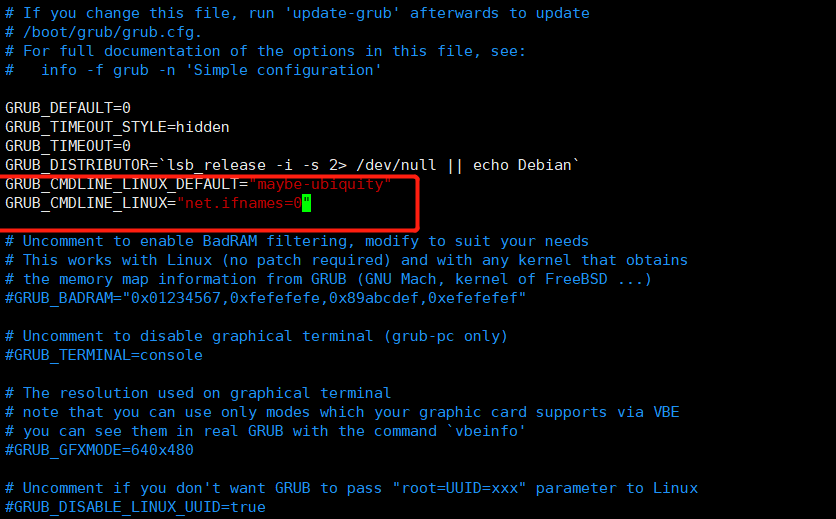 # If you change this file, run 'update-grub' afterwards to update
# /boot/grub/grub.cfg.
# For full documentation of the options in this file, see:
#   info -f grub -n 'Simple configuration'
GRUB_DEFAULT=0
GRUB_TIMEOUT_STYLE=hidden
GRUB_TIMEOUT=0
GRUB_DISTRIBUTOR=`lsb_release -i -s 2> /dev/null || echo Debian`
GRUB_CMDLINE_LINUX_DEFAULT="maybe-ubiquity"
GRUB_CMDLINE_LINUX="net.ifnames=0"
# Uncomment to enable BadRAM filtering, modify to suit your needs
# This works with Linux (no patch required) and with any kernel that obtains
# the memory map information from GRUB (GNU Mach, kernel of FreeBSD ...)
#GRUB_BADRAM="0x01234567,0xfefefefe,0x89abcdef,0xefefefef"
# Uncomment to disable graphical terminal (grub-pc only)
#GRUB_TERMINAL=console
# The resolution used on graphical terminal
# note that you can use only modes which your graphic card supports via VBE
# you can see them in real GRUB with the command `vbeinfo'
#GRUB_GFXMODE=640x480
# Uncomment if you don't want GRUB to pass "root=UUID=xxx" parameter to Linux
#GRUB_DISABLE_LINUX_UUID=true